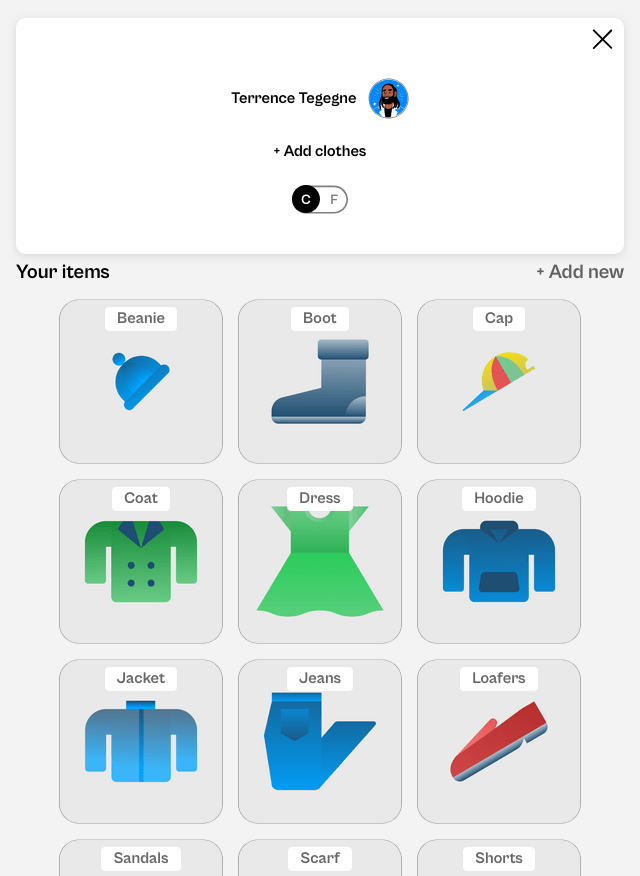 Terrence Tegegne
+ Add clothes
C F
Your items + Add new
Beanie Boot Cap
Coat Dress Hoodie
Jacket Jeans Loafers
Sandals Scarf Shorts